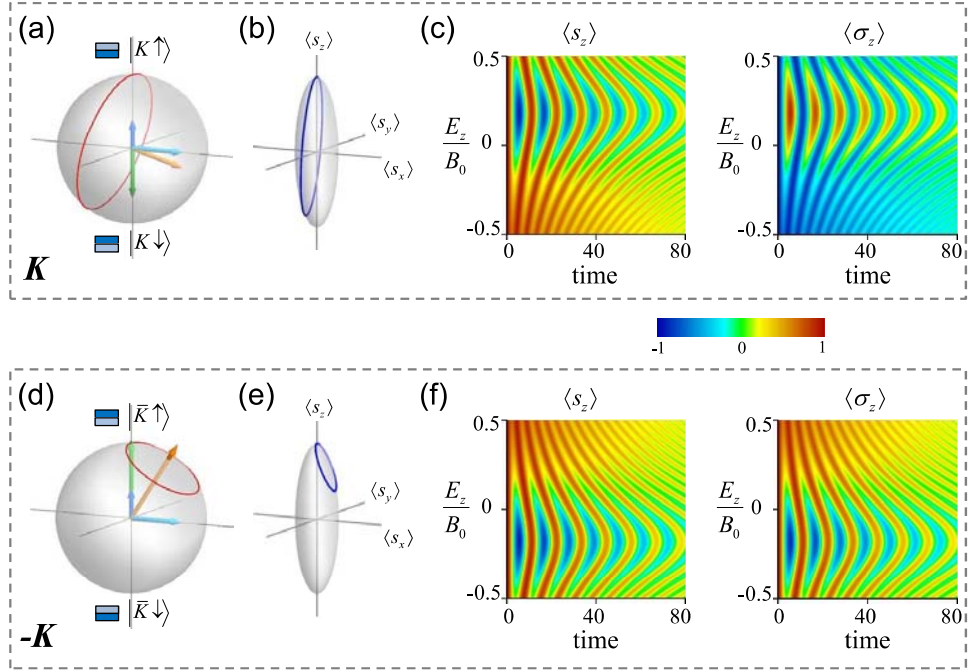 (a)
|K↑⟩
|K↓⟩
K
(b)
⟨s_z⟩
⟨s_y⟩
⟨s_x⟩
(c)
⟨s_z⟩
E_z
B_0
0.5
0
-0.5
0
40
80
time
⟨σ_z⟩
E_z
B_0
0.5
0
-0.5
0
40
80
time
-1
0
1
(d)
|K̄↑⟩
|K̄↓⟩
-K
(e)
⟨s_z⟩
⟨s_y⟩
⟨s_x⟩
(f)
⟨s_z⟩
E_z
B_0
0.5
0
-0.5
0
40
80
time
⟨σ_z⟩
E_z
B_0
0.5
0
-0.5
0
40
80
time